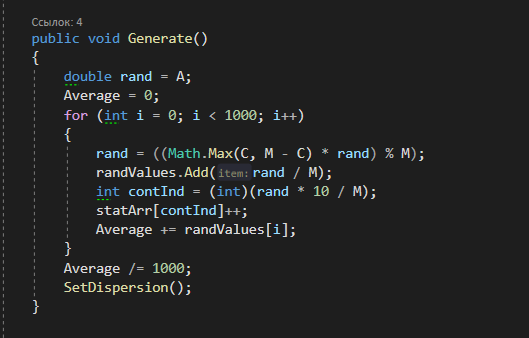 Ссылок: 4
public void Generate()
{
    double rand = A;
    Average = 0;
    for (int i = 0; i < 1000; i++)
    {
        rand = ((Math.Max(C, M - C) * rand) % M);
        randValues.Add(item: rand / M);
        int contInd = (int)(rand * 10 / M);
        statArr[contInd]++;
        Average += randValues[i];
    }
    Average /= 1000;
    SetDispersion();
}